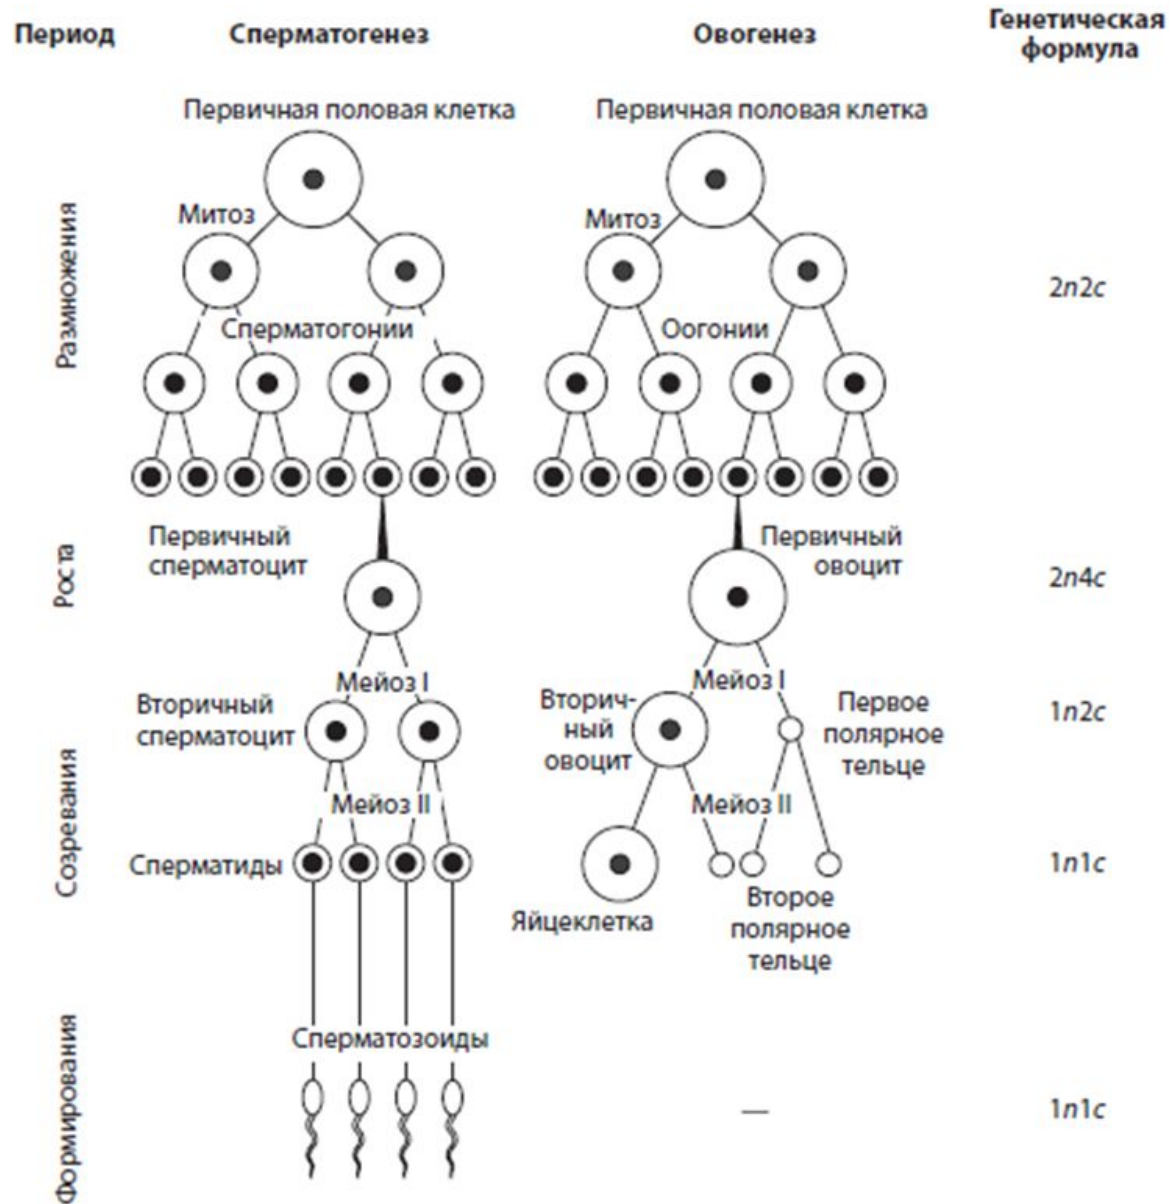 Период
Сперматогенез
Овогенез
Генетическая
формула
Первичная половая клетка
Первичная половая клетка
Размножения
Митоз
Митоз
2n2c
Сперматогонии
Оогонии
Роста
Первичный
сперматоцит
Первичный
овоцит
2n4c
Созревания
Мейоз I
Мейоз I
Вторичный
сперматоцит
Вторич-
ный
овоцит
Первое
полярное
тельце
1n2c
Мейоз II
Мейоз II
Сперматиды
1n1c
Яйцеклетка
Второе
полярное
тельце
Формирования
Сперматозоиды
—
1n1c